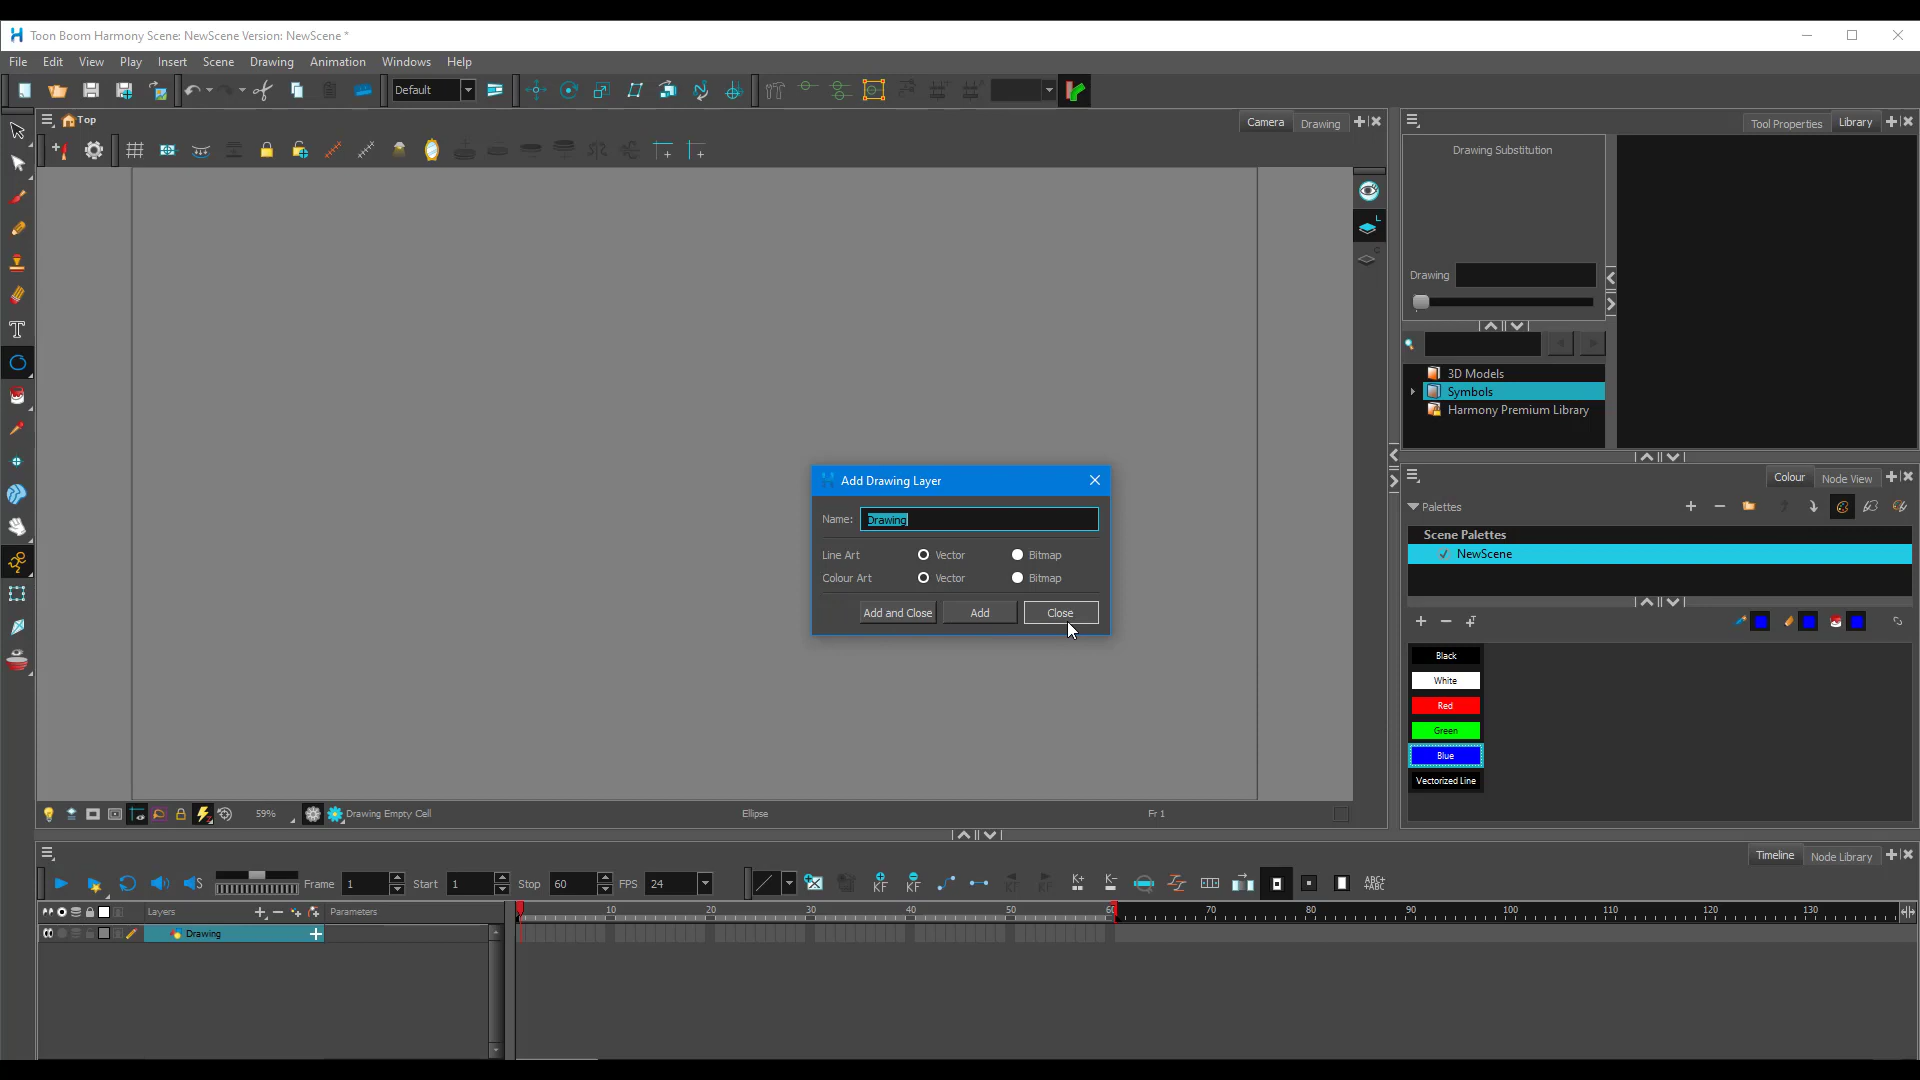 Toon Boom Harmony Scene: NewScene Version: NewScene *
File Edit View Play Insert Scene Drawing Animation Windows Help
Default
Top
Camera Drawing
Tool Properties Library
Drawing Substitution
Drawing
3D Models
Symbols
Harmony Premium Library
Add Drawing Layer
Name: Drawing
Line Art Vector Bitmap
Colour Art Vector Bitmap
Add and Close Add Close
Colour Node View
Palettes
Scene Palettes
NewScene
Black
White
Red
Green
Blue
Vectorized Line
59% Drawing Empty Cell Ellipse Fr 1
Timeline Node Library
Frame 1 Start 1 Stop 60 FPS 24
Layers Parameters
10 20 30 40 50 60 70 80 90 100 110 120 130
Drawing